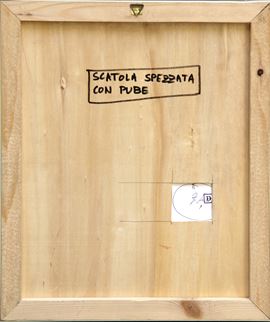 SCATOLA SPEZZATA
CON PUBE
D